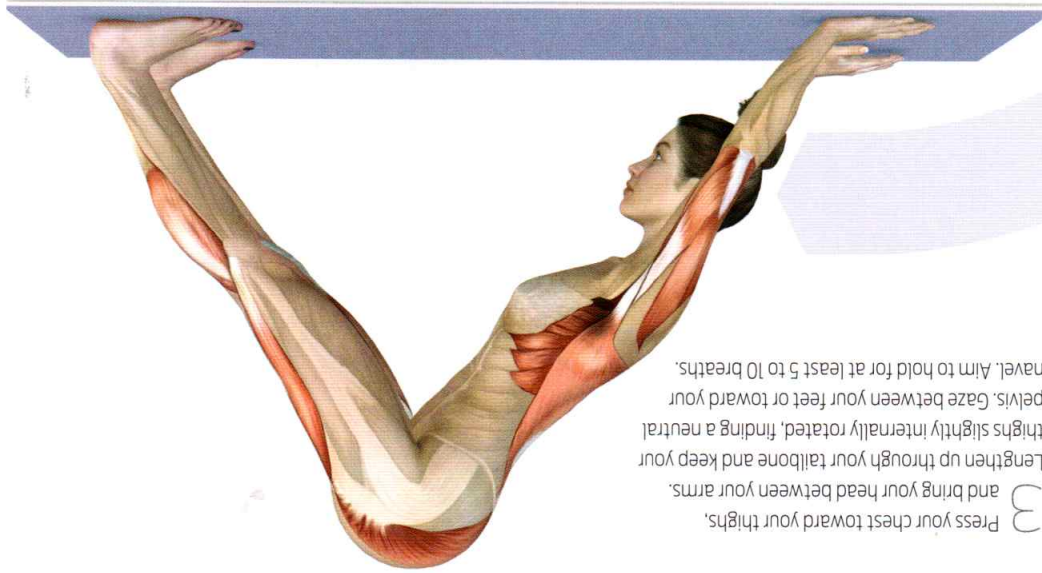 3 Press your chest toward your thighs,
and bring your head between your arms.
Lengthen up through your tailbone and keep your
thighs slightly internally rotated, finding a neutral
pelvis. Gaze between your feet or toward your
navel. Aim to hold for at least 5 to 10 breaths.